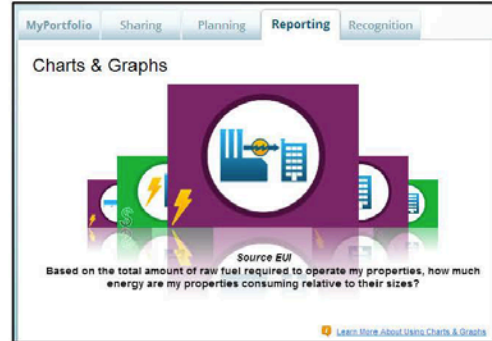 MyPortfolio Sharing Planning Reporting Recognition
Charts & Graphs
Source EUI
Based on the total amount of raw fuel required to operate my properties, how much
energy are my properties consuming relative to their sizes?
Learn More About Using Charts & Graphs